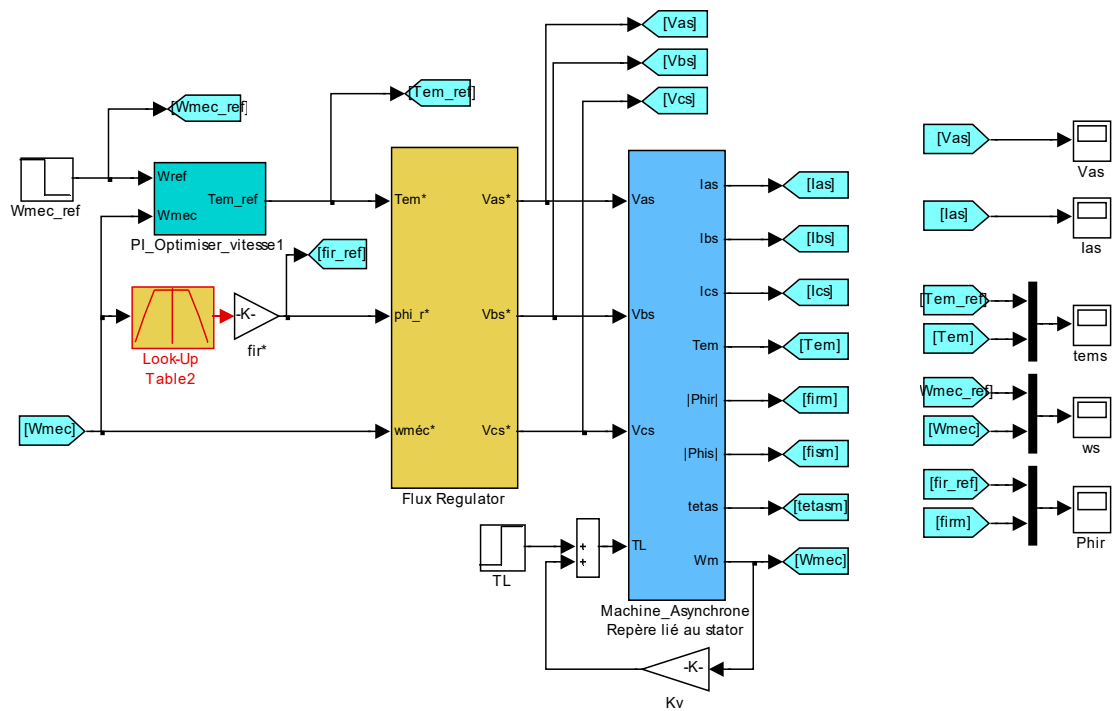 [Vas]
[Vbs]
[Vcs]
[Wmec_ref]
[Tem_ref]
Wmec_ref
Wref
Wmec
Tem_ref
PI_Optimiser_vitesse1
[fir_ref]
Look-Up
Table2
-K-
fir*
[Wmec]
Tem*
phi_r*
wméc*
Vas*
Vbs*
Vcs*
Flux Regulator
Vas
Vbs
Vcs
TL
Ias
Ibs
Ics
Tem
|Phir|
|Phis|
tetas
Wm
Machine_Asynchrone
Repère lié au stator
TL
+
+
-K-
Kv
[Ias]
[Ibs]
[Ics]
[Tem]
[firm]
[fism]
[tetasm]
[Wmec]
[Vas]
Vas
[Ias]
Ias
[Tem_ref]
[Tem]
tems
Wmec_ref]
[Wmec]
ws
[fir_ref]
[firm]
Phir